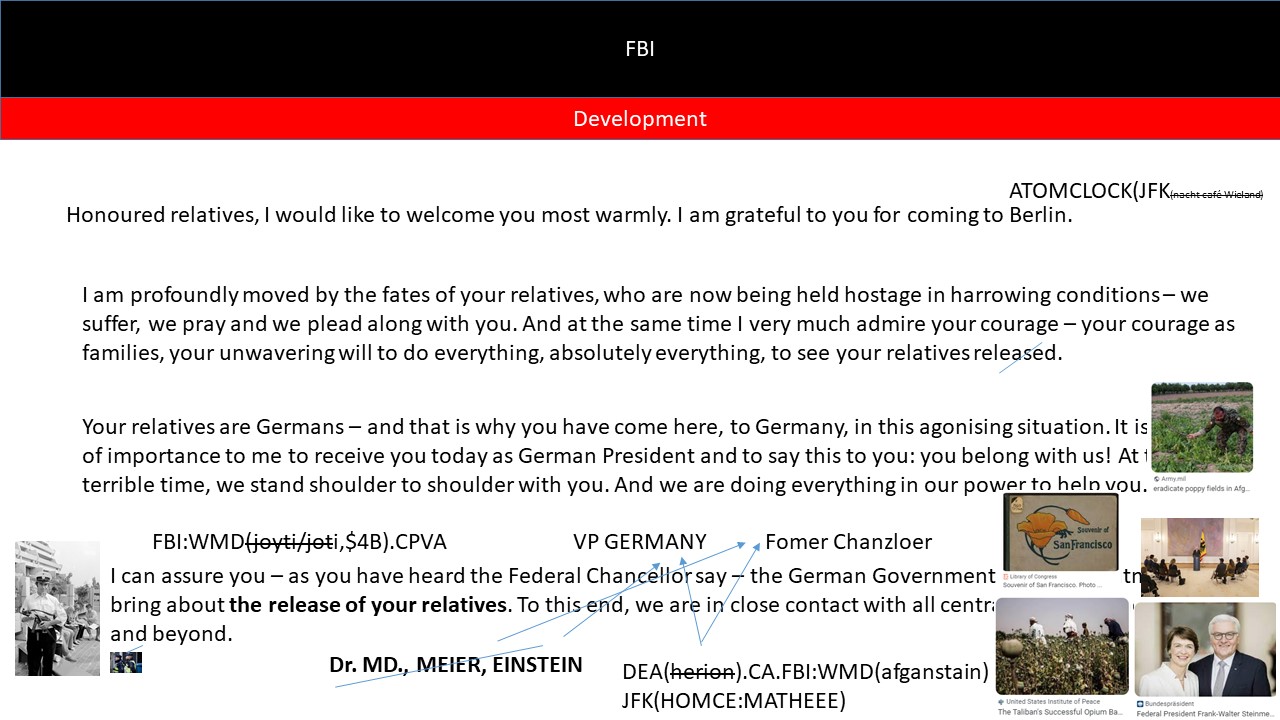 FBI
Development
ATOMCLOCK(JFK(nacht café Wieland)
Honoured relatives, I would like to welcome you most warmly. I am grateful to you for coming to Berlin.
I am profoundly moved by the fates of your relatives, who are now being held hostage in harrowing conditions – we
suffer, we pray and we plead along with you. And at the same time I very much admire your courage – your courage as
families, your unwavering will to do everything, absolutely everything, to see your relatives released.
Your relatives are Germans – and that is why you have come here, to Germany, in this agonising situation. It is
of importance to me to receive you today as German President and to say this to you: you belong with us! At
terrible time, we stand shoulder to shoulder with you. And we are doing everything in our power to help you.
Army.mil
eradicate poppy fields in Afg...
Souvenir of
San Francisco
Library of Congress
Souvenir of San Francisco. Photo ...
FBI:WMD(joyti/joti,$4B).CPVA
VP GERMANY
Fomer Chanzloer
I can assure you – as you have heard the Federal Chancellor say – the German Government
bring about the release of your relatives. To this end, we are in close contact with all
and beyond.
Dr. MD., MEIER, EINSTEIN
DEA(herion).CA.FBI:WMD(afganstain)
JFK(HOMCE:MATHEEE)
United States Institute of Peace
The Taliban's Successful Opium Ba...
Bundespräsident
Federal President Frank-Walter Steinme...